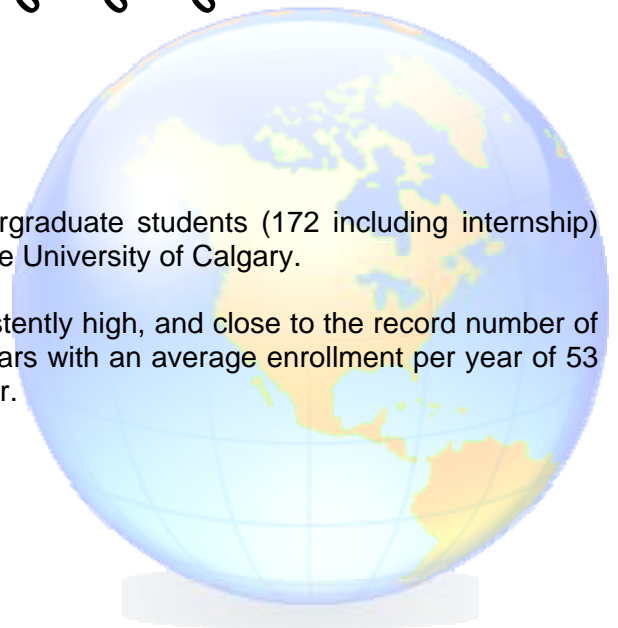 rgraduate students (172 including internship)
e University of Calgary.
tently high, and close to the record number of
ars with an average enrollment per year of 53
r.